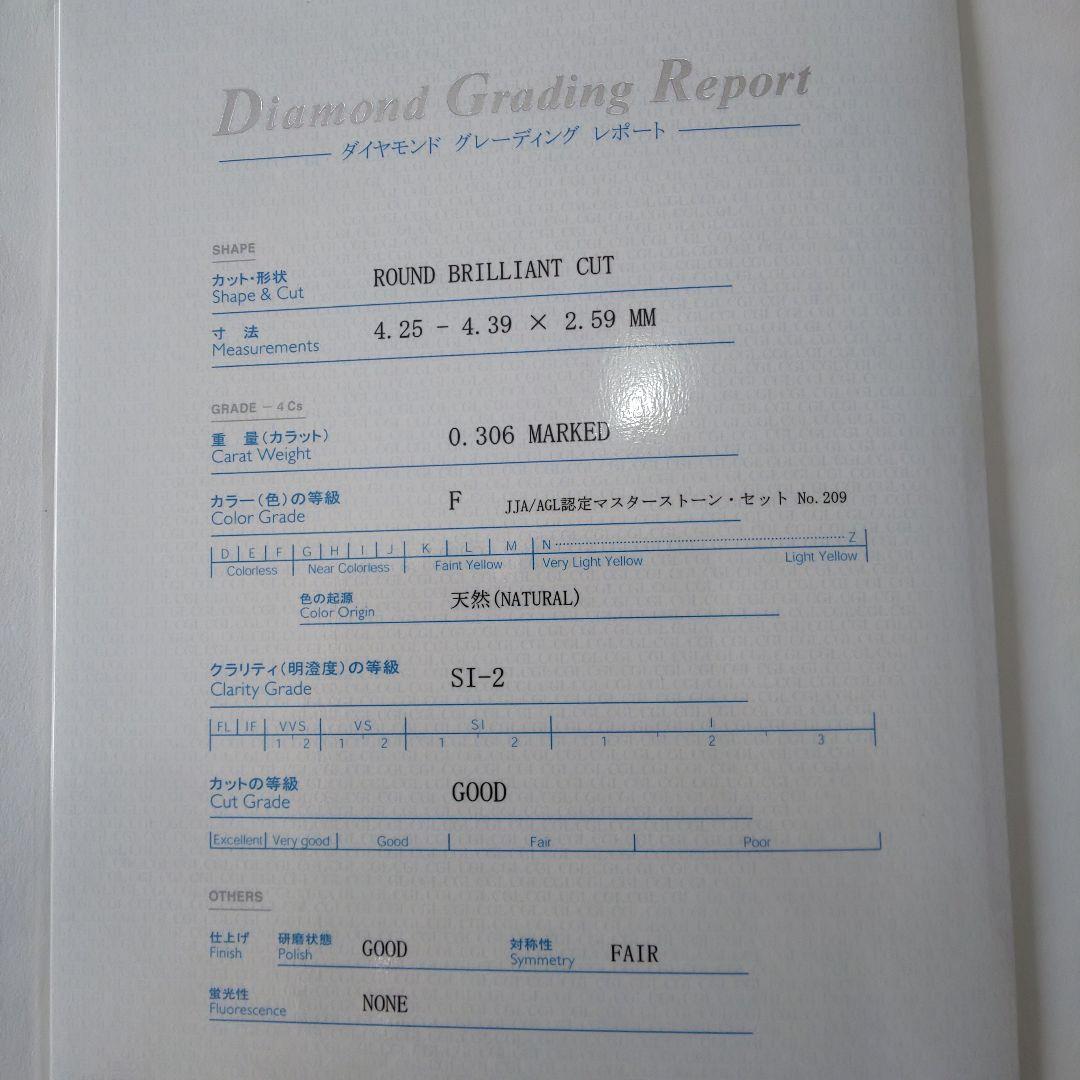 Diamond Grading Report
ダイヤモンド グレーディング レポート
SHAPE
カット・形状
Shape & Cut
ROUND BRILLIANT CUT
寸 法
Measurements
4.25 - 4.39 × 2.59 MM
GRADE - 4 Cs
重 量(カラット)
Carat Weight
0.306 MARKED
カラー(色)の等級
Color Grade
F JJA/AGL認定マスターストーン・セット No.209
D E F G H I J K L M N Z
Colorless Near Colorless Faint Yellow Very Light Yellow Light Yellow
色の起源
Color Origin
天然(NATURAL)
クラリティ(明澄度)の等級
Clarity Grade
SI-2
FL IF VVS VS SI I
1 2 1 2 1 2 1 2 3
カットの等級
Cut Grade
GOOD
Excellent Very good Good Fair Poor
OTHERS
仕上げ
Finish
研磨状態
Polish
GOOD
対称性
Symmetry
FAIR
蛍光性
Fluorescence
NONE